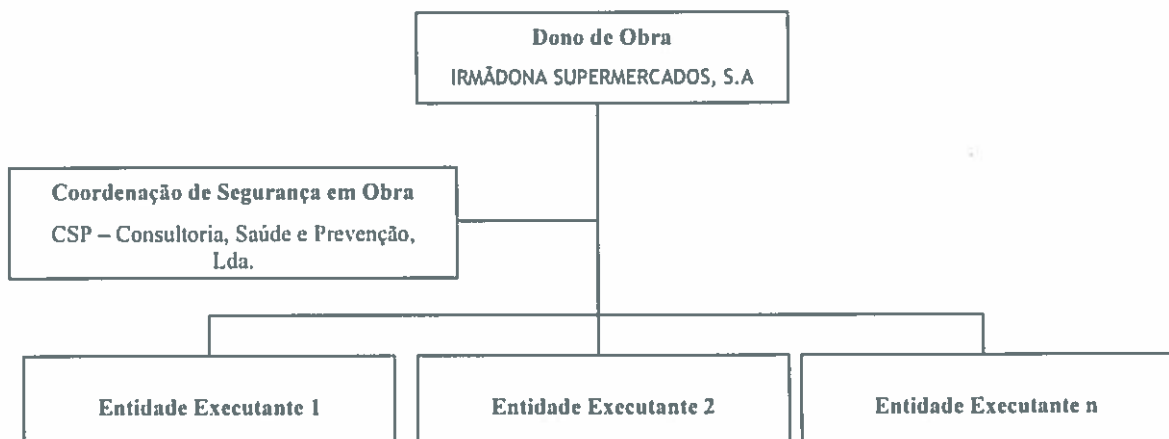 Dono de Obra
IRMÃDONA SUPERMERCADOS, S.A
Coordenação de Segurança em Obra
CSP – Consultoria, Saúde e Prevenção,
Lda.
Entidade Executante 1
Entidade Executante 2
Entidade Executante n